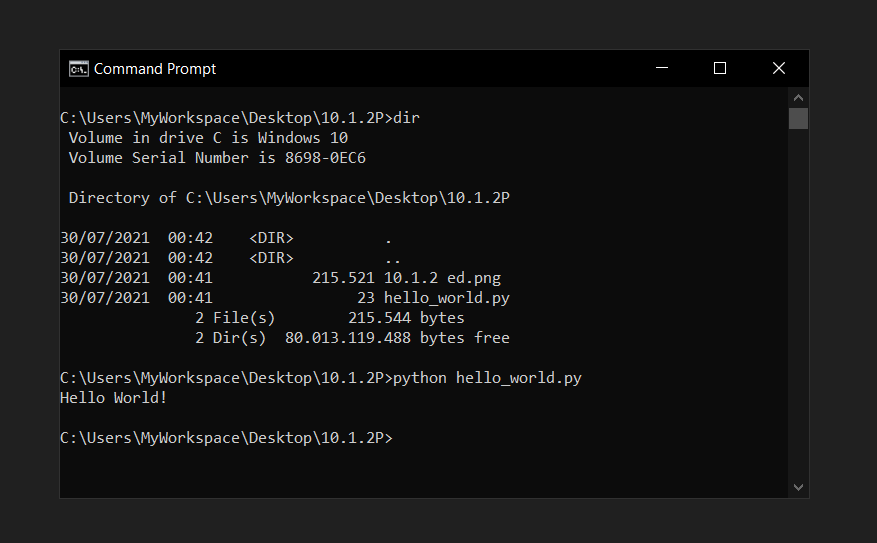 Command Prompt
C:\Users\MyWorkspace\Desktop\10.1.2P>dir
 Volume in drive C is Windows 10
 Volume Serial Number is 8698-0EC6

 Directory of C:\Users\MyWorkspace\Desktop\10.1.2P

30/07/2021  00:42    <DIR>          .
30/07/2021  00:42    <DIR>          ..
30/07/2021  00:41           215.521 10.1.2 ed.png
30/07/2021  00:41                23 hello_world.py
               2 File(s)        215.544 bytes
               2 Dir(s)  80.013.119.488 bytes free

C:\Users\MyWorkspace\Desktop\10.1.2P>python hello_world.py
Hello World!

C:\Users\MyWorkspace\Desktop\10.1.2P>